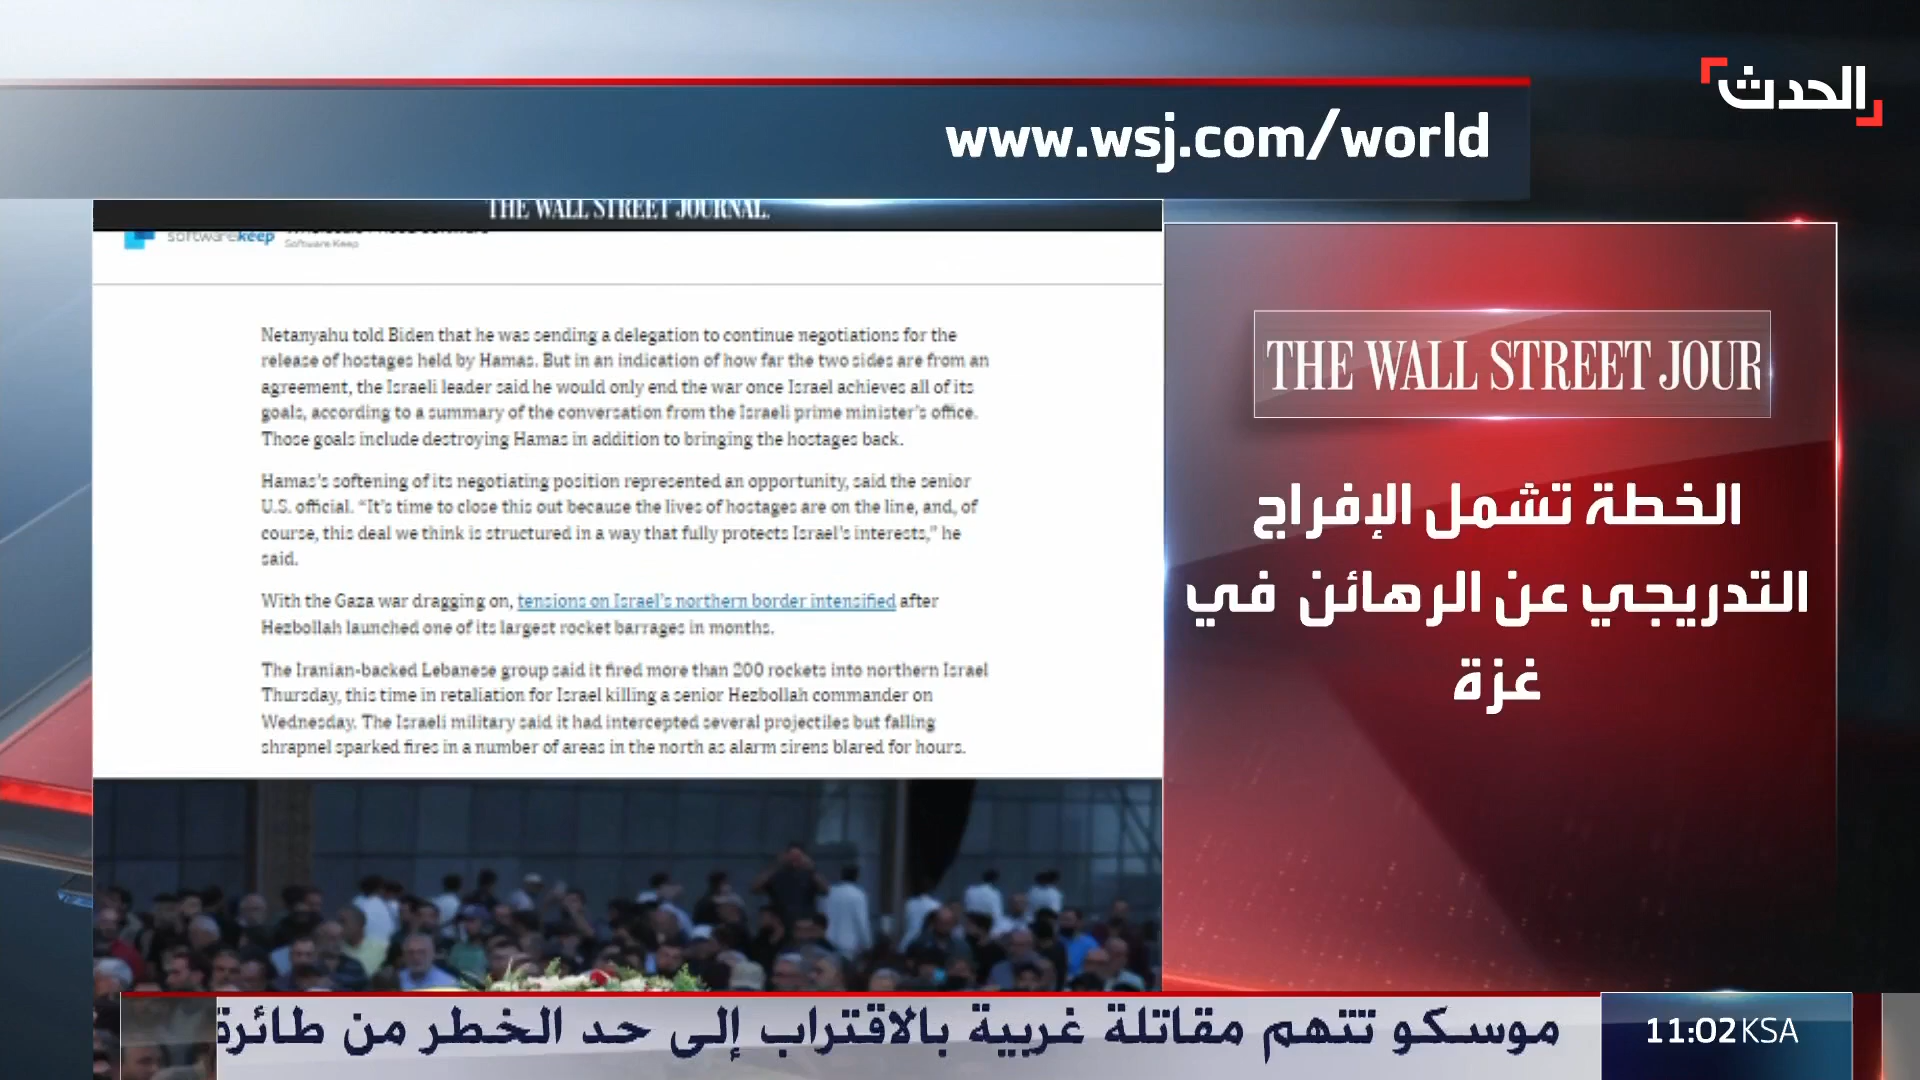 الحدث
www.wsj.com/world
THE WALL STREET JOURNAL.
softwarekeep
Software Keep
Netanyahu told Biden that he was sending a delegation to continue negotiations for the
release of hostages held by Hamas. But in an indication of how far the two sides are from an
agreement, the Israeli leader said he would only end the war once Israel achieves all of its
goals, according to a summary of the conversation from the Israeli prime minister's office.
Those goals include destroying Hamas in addition to bringing the hostages back.
Hamas's softening of its negotiating position represented an opportunity, said the senior
U.S. official. "It's time to close this out because the lives of hostages are on the line, and, of
course, this deal we think is structured in a way that fully protects Israel's interests," he
said.
With the Gaza war dragging on, tensions on Israel's northern border intensified after
Hezbollah launched one of its largest rocket barrages in months.
The Iranian-backed Lebanese group said it fired more than 200 rockets into northern Israel
Thursday, this time in retaliation for Israel killing a senior Hezbollah commander on
Wednesday. The Israeli military said it had intercepted several projectiles but falling
shrapnel sparked fires in a number of areas in the north as alarm sirens blared for hours.
THE WALL STREET JOUR
الخطة تشمل الإفراج
التدريجي عن الرهائن في
غزة
موسكو تتهم مقاتلة غربية بالاقتراب إلى حد الخطر من طائرة
11:02 KSA